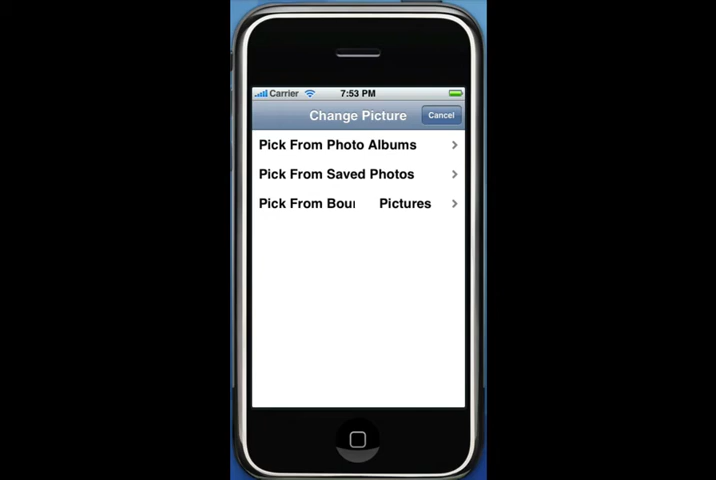 Carrier 7:53 PM
Change Picture Cancel
Pick From Photo Albums
Pick From Saved Photos
Pick From Pictures